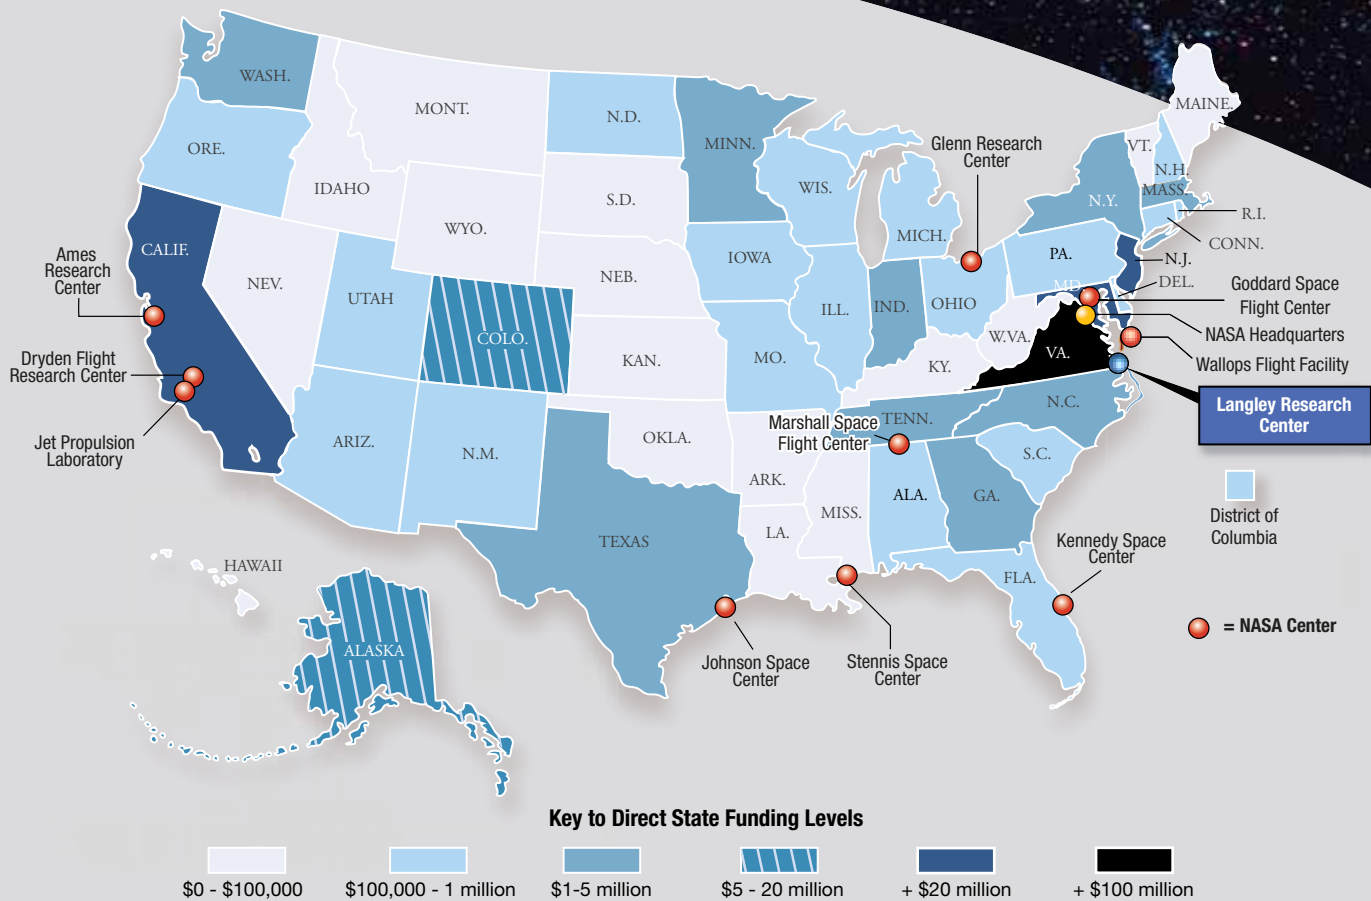 WASH.
MONT.
N.D.
MINN.
ORE.
IDAHO
S.D.
WIS.
WYO.
MICH.
Glenn Research
Center
MAINE.
VT.
N.H.
MASS.
N.Y.
R.I.
CONN.
CALIF.
NEV.
UTAH
NEB.
IOWA
PA.
N.J.
MD.
DEL.
Goddard Space
Flight Center
Ames
Research
Center
COLO.
ILL.
IND.
OHIO
NASA Headquarters
W.VA.
VA.
Wallops Flight Facility
Dryden Flight
Research Center
KAN.
MO.
KY.
Langley Research
Center
Jet Propulsion
Laboratory
ARIZ.
N.M.
OKLA.
TENN.
N.C.
Marshall Space
Flight Center
S.C.
ARK.
MISS.
ALA.
GA.
District of
Columbia
TEXAS
LA.
Kennedy Space
Center
FLA.
HAWAII
ALASKA
= NASA Center
Johnson Space
Center
Stennis Space
Center
Key to Direct State Funding Levels
$0 - $100,000
$100,000 - 1 million
$1-5 million
$5 - 20 million
+ $20 million
+ $100 million